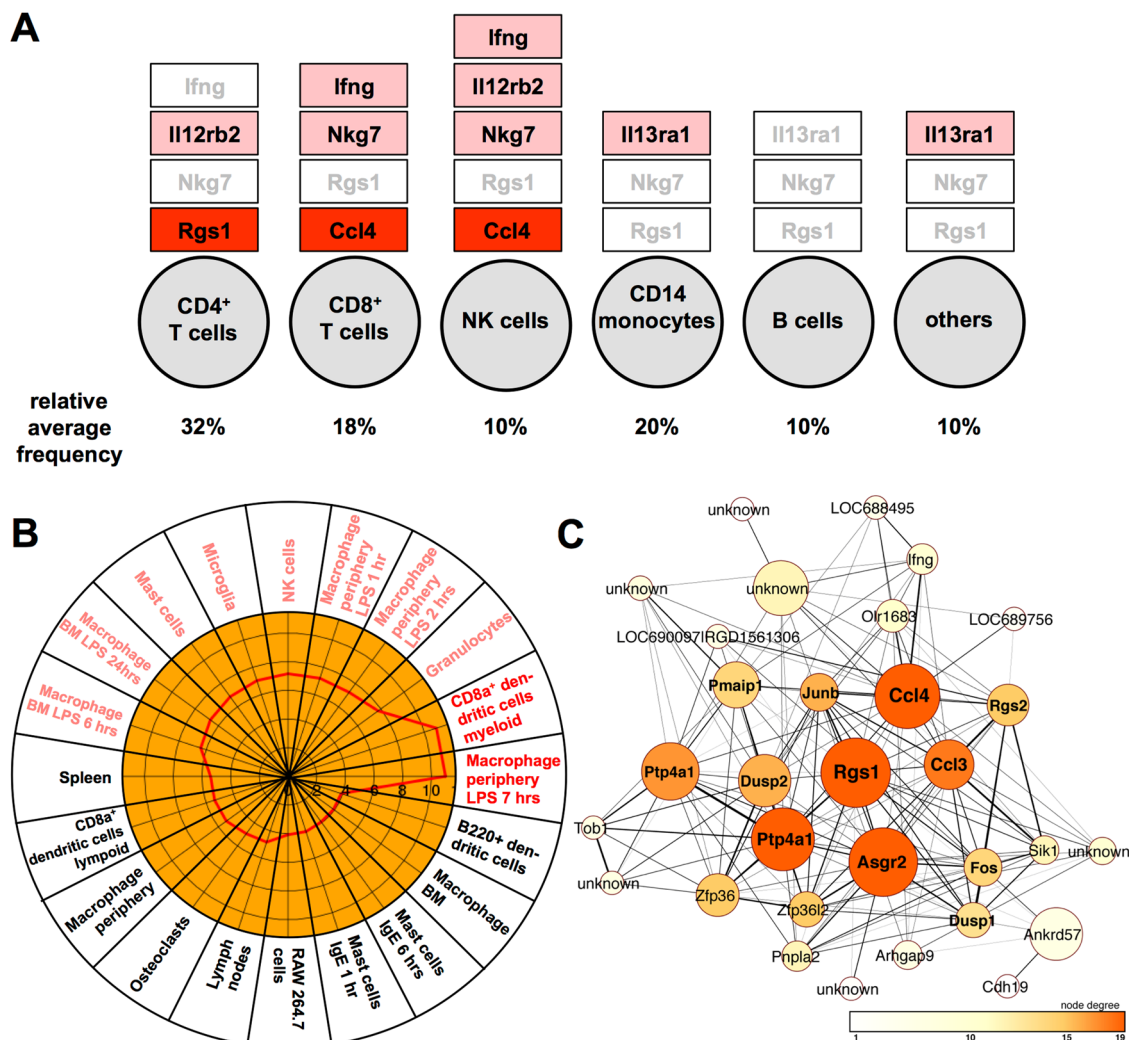 A
Ifng
Ifng Ifng
Il12rb2
Il12rb2 Nkg7 Nkg7 Il13ra1 Il13ra1 Il13ra1
Nkg7 Rgs1 Rgs1 Nkg7 Nkg7 Nkg7
Rgs1 Ccl4 Ccl4 Rgs1 Rgs1 Rgs1
CD4+
T cells
CD8+
T cells
NK cells
CD14
monocytes
B cells
others
relative
average
frequency
32% 18% 10% 20% 10% 10%
B
NK cells
Macrophage
periphery
LPS 1 hr
Macrophage
periphery
LPS 2 hrs
Granulocytes
CD8a+ den-
dritic cells
myeloid
Macrophage
periphery
LPS 7 hrs
B220+ den-
dritic cells
Macrophage
BM
Mast cells
IgE 6 hrs
Mast cells
IgE 1 hr
RAW 264.7
cells
Lymph
nodes
Osteoclasts
Macrophage
periphery
CD8a+
dendritic cells
lympoid
Spleen
Macrophage
BM LPS 6 hrs
Macrophage
BM LPS 24hrs
Mast cells
Microglia
0 2 4 6 8 10
C
LOC688495
unknown
Ifng
unknown
unknown
Olr1683
LOC689756
LOC690097IRGD1561306
Pmaip1
Junb
Ccl4
Rgs2
Ptp4a1
Dusp2
Rgs1
Ccl3
Tob1
Ptp4a1
Asgr2
Sik1
unknown
unknown
Zfp36
Zfp36l2
Fos
Dusp1
Ankrd57
Pnpla2
Arhgap9
unknown
Cdh19
node degree
1 10 15 19